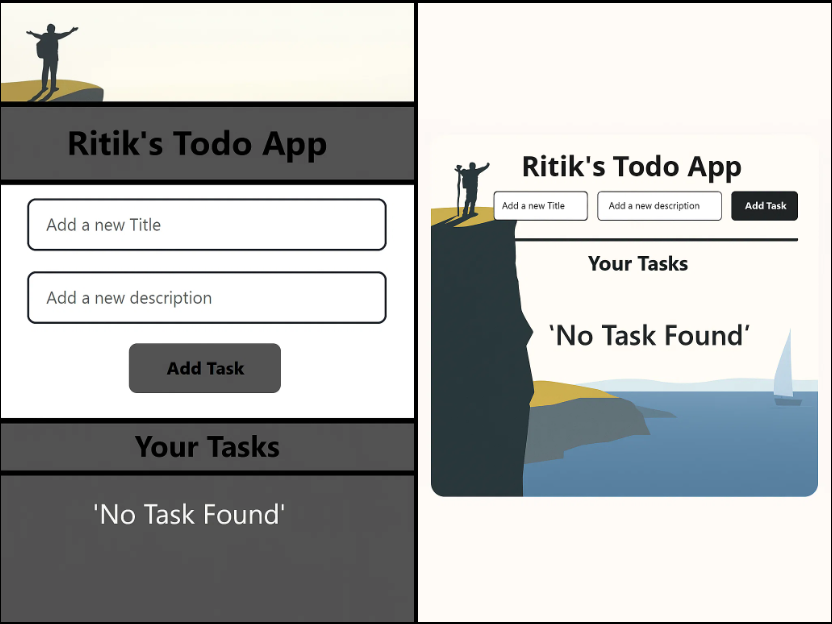 Ritik's Todo App
Add a new Title
Add a new description
Add Task
Your Tasks
'No Task Found'
Ritik's Todo App
Add a new Title
Add a new description
Add Task
Your Tasks
‘No Task Found’